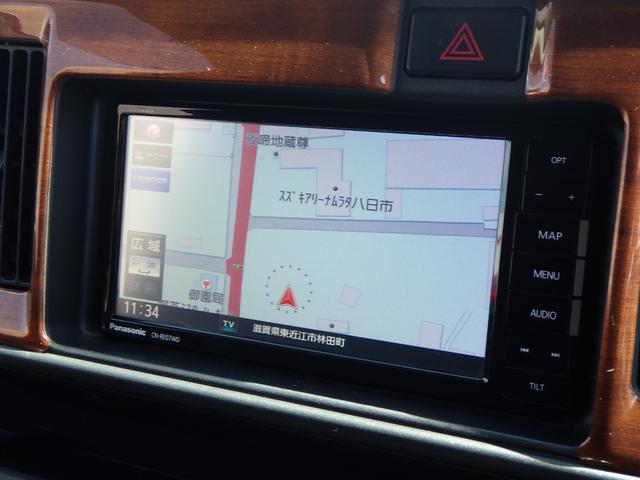 夜啼地蔵尊
スズキアリーナムラタ八日市
広域
御園局
11:34
TV
滋賀県東近江市林田町
Panasonic
CN-RE07WD
OPT
− +
MAP
MENU
AUDIO
TILT